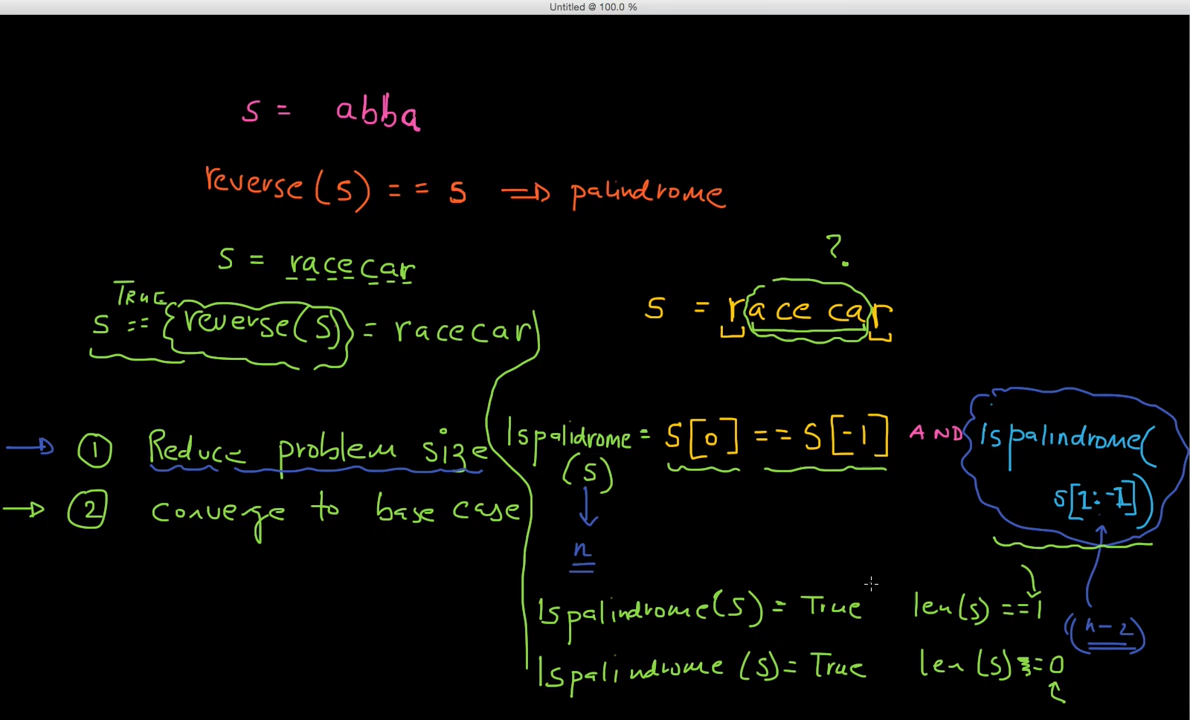 Untitled @ 100.0 %
s = abba
reverse(s) == s ⇒ palindrome
s = racecar
True
s == {reverse(s)} = racecar
?
s = racecar
① Reduce problem size
② converge to base case
Ispalidrome = s[0] == s[-1] AND Ispalindrome(
(s)
s[1:-1])
n
Ispalindrome(s) = True len(s) == 1
(n-2)
Ispalindrome (s) = True len(s) == 0